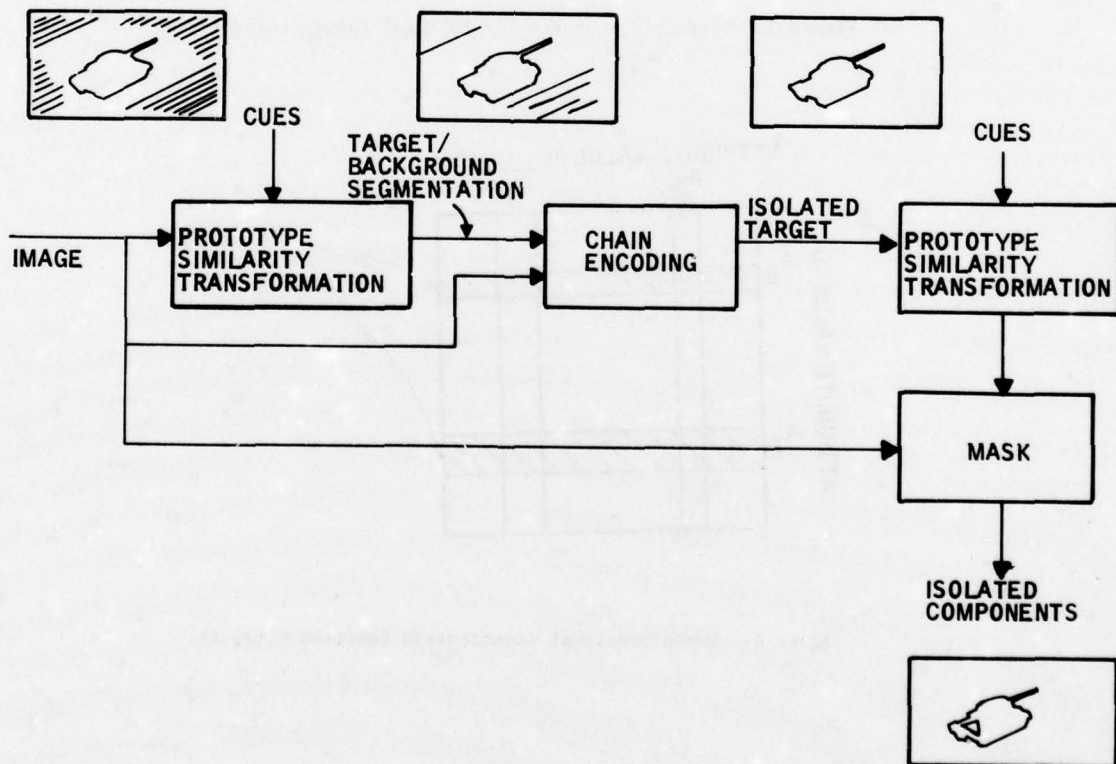 CUES
TARGET/
BACKGROUND
SEGMENTATION
CUES
IMAGE
PROTOTYPE
SIMILARITY
TRANSFORMATION
CHAIN
ENCODING
ISOLATED
TARGET
PROTOTYPE
SIMILARITY
TRANSFORMATION
MASK
ISOLATED
COMPONENTS